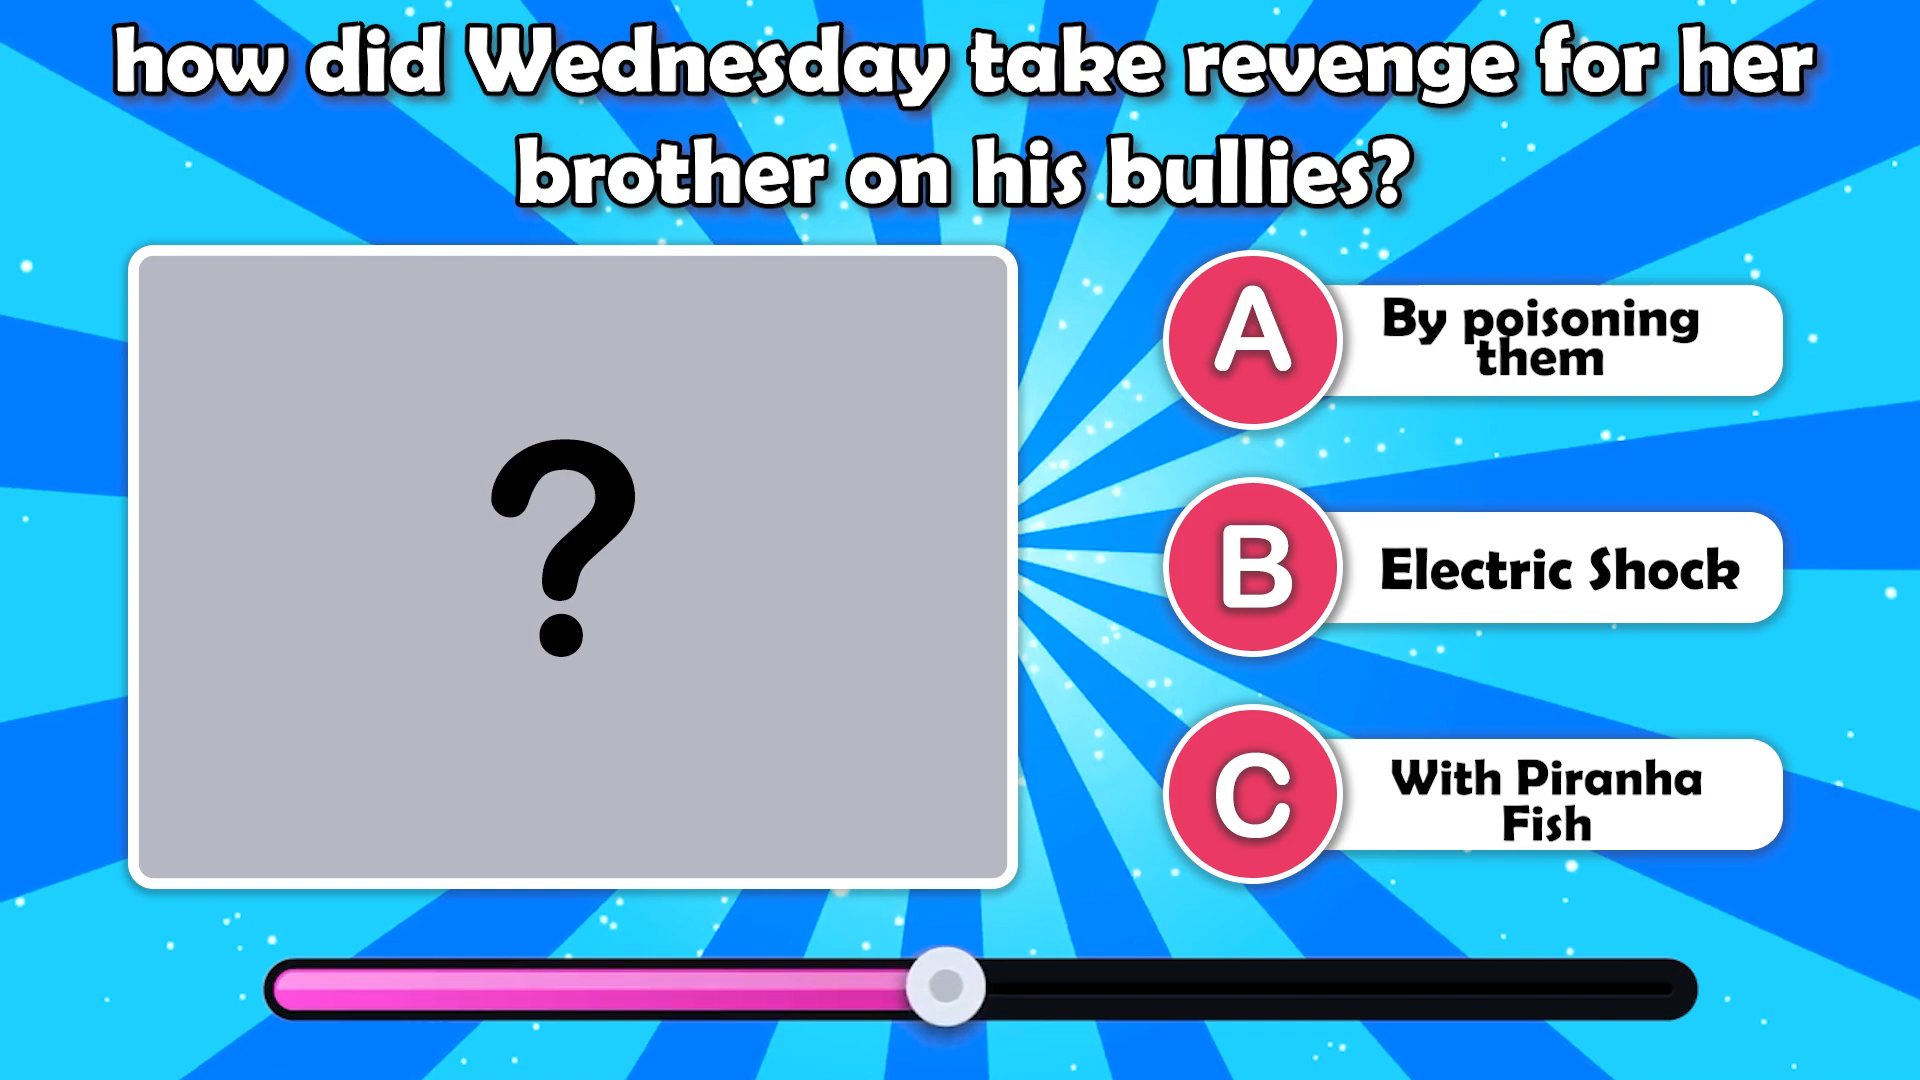 how did Wednesday take revenge for her
brother on his bullies?
?
A
By poisoning
them
B
Electric Shock
C
With Piranha
Fish